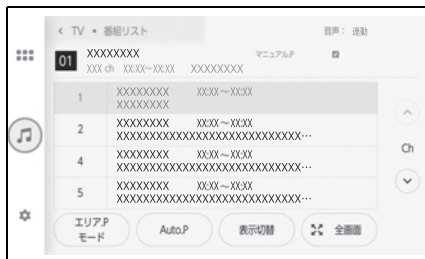 < TV • 番組リスト 音声： 連動
01 XXXXXXXX マニュアルP
XXX ch XX:XX～XX:XX XXXXXXXX
1 XXXXXXXX XX:XX～XX:XX
XXXXXXXX
2 XXXXXXXX XX:XX～XX:XX
XXXXXXXXXXXXXXXXXXXXXXXXXXXX…
Ch
4 XXXXXXXX XX:XX～XX:XX
XXXXXXXXXXXXXXXXXXXXXXXXXXXX…
5 XXXXXXXX XX:XX～XX:XX
XXXXXXXXXXXXXXXXXXXXXXXXXXXX…
エリア.P
モード
Auto.P
表示切替
全画面